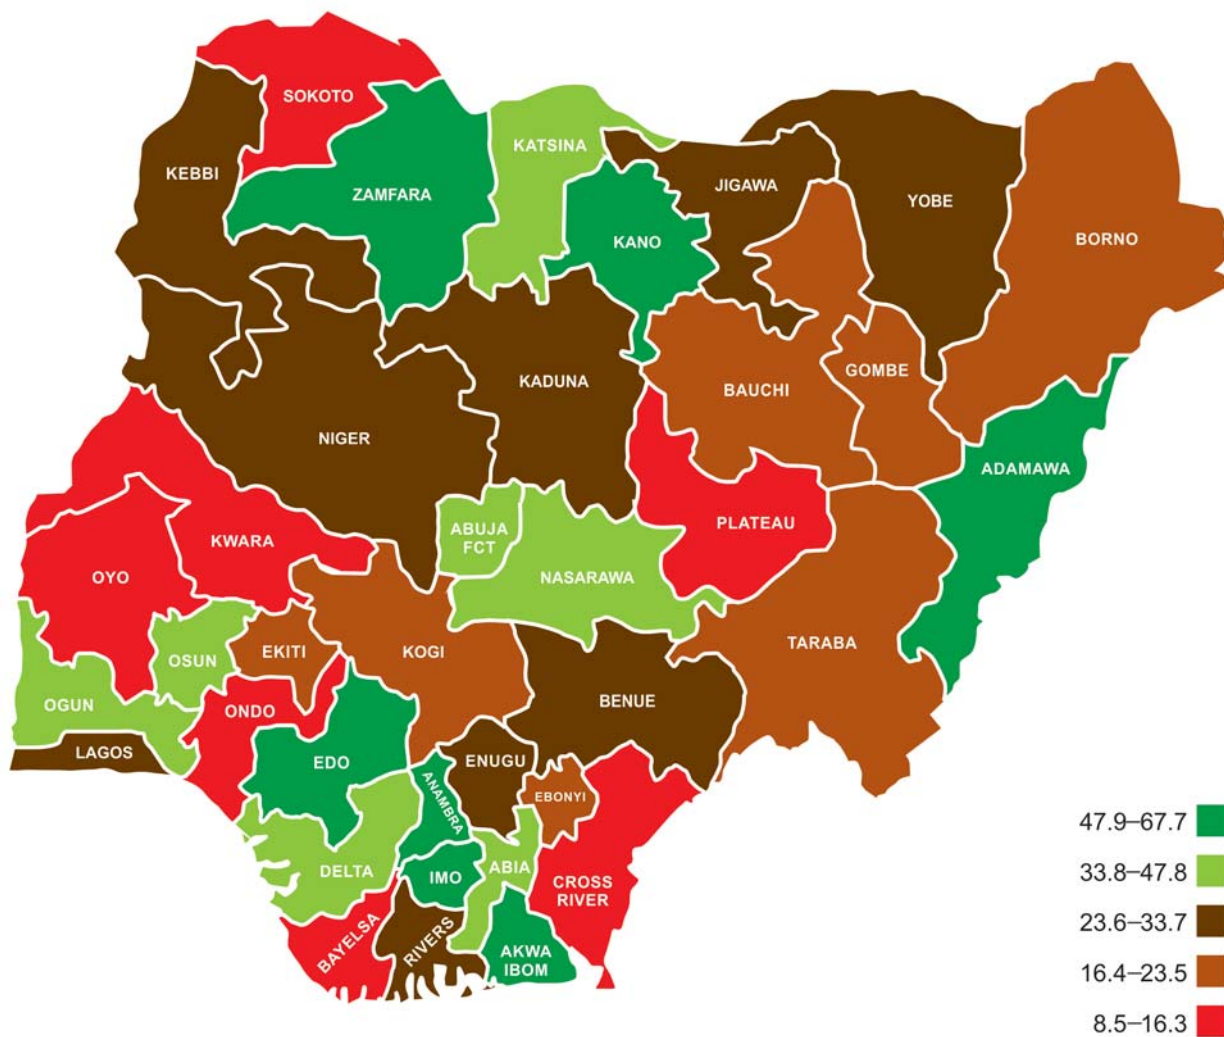 SOKOTO
KEBBI
ZAMFARA
KATSINA
KANO
JIGAWA
YOBE
BORNO
KADUNA
BAUCHI
GOMBE
NIGER
ADAMAWA
ABUJA
FCT
PLATEAU
KWARA
OYO
NASARAWA
TARABA
OSUN
EKITI
KOGI
OGUN
ONDO
BENUE
LAGOS
EDO
ANAMBRA
ENUGU
EBONYI
DELTA
IMO
ABIA
CROSS
RIVER
BAYELSA
RIVERS
AKWA
IBOM
47.9–67.7
33.8–47.8
23.6–33.7
16.4–23.5
8.5–16.3